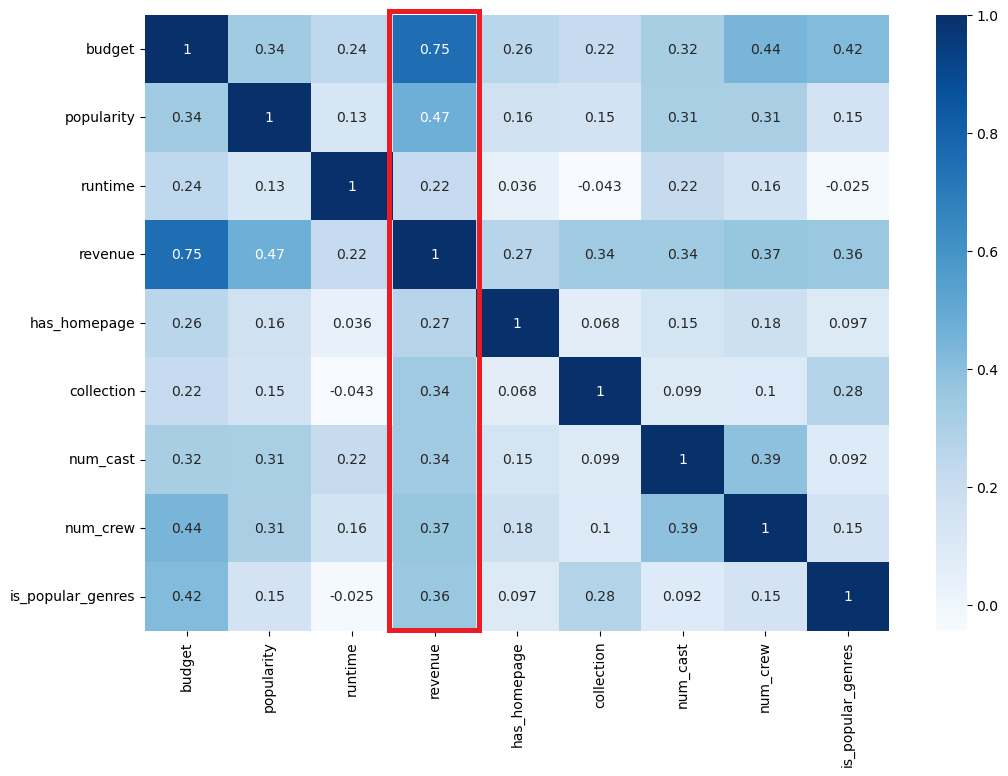 budget 1 0.34 0.24 0.75 0.26 0.22 0.32 0.44 0.42
popularity 0.34 1 0.13 0.47 0.16 0.15 0.31 0.31 0.15
runtime 0.24 0.13 1 0.22 0.036 -0.043 0.22 0.16 -0.025
revenue 0.75 0.47 0.22 1 0.27 0.34 0.34 0.37 0.36
has_homepage 0.26 0.16 0.036 0.27 1 0.068 0.15 0.18 0.097
collection 0.22 0.15 -0.043 0.34 0.068 1 0.099 0.1 0.28
num_cast 0.32 0.31 0.22 0.34 0.15 0.099 1 0.39 0.092
num_crew 0.44 0.31 0.16 0.37 0.18 0.1 0.39 1 0.15
is_popular_genres 0.42 0.15 -0.025 0.36 0.097 0.28 0.092 0.15 1
budget
popularity
runtime
revenue
has_homepage
collection
num_cast
num_crew
is_popular_genres
1.0
0.8
0.6
0.4
0.2
0.0